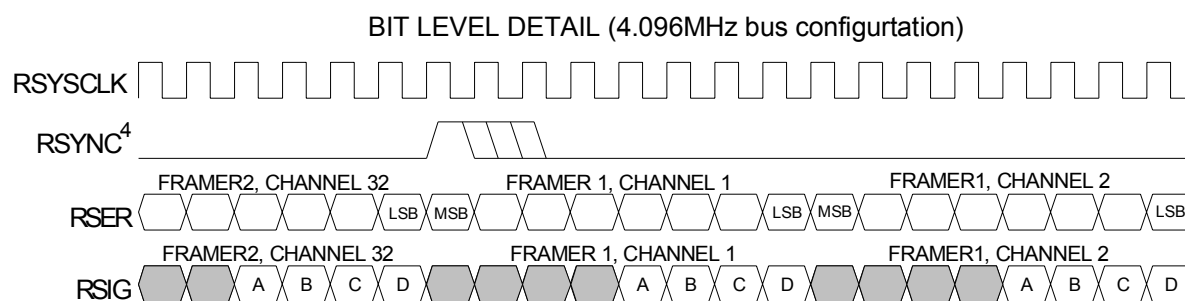 BIT LEVEL DETAIL (4.096MHz bus configurtation)
RSYSCLK
RSYNC4
FRAMER2, CHANNEL 32 FRAMER 1, CHANNEL 1 FRAMER1, CHANNEL 2
RSER LSB MSB LSB MSB LSB
FRAMER2, CHANNEL 32 FRAMER 1, CHANNEL 1 FRAMER1, CHANNEL 2
RSIG A B C D A B C D A B C D